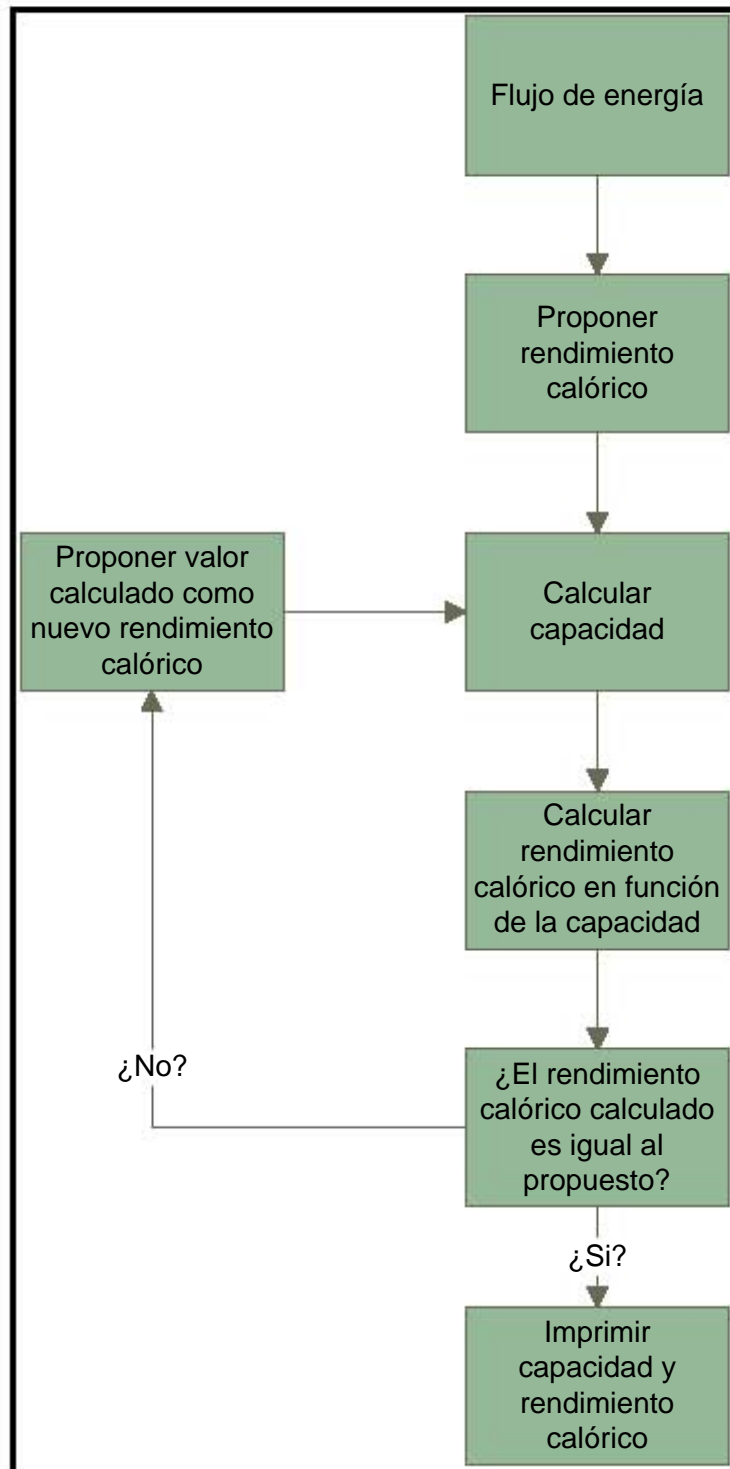 Flujo de energía
Proponer
rendimiento
calórico
Proponer valor
calculado como
nuevo rendimiento
calórico
Calcular
capacidad
Calcular
rendimiento
calórico en función
de la capacidad
¿No?
¿El rendimiento
calórico calculado
es igual al
propuesto?
¿Si?
Imprimir
capacidad y
rendimiento
calórico